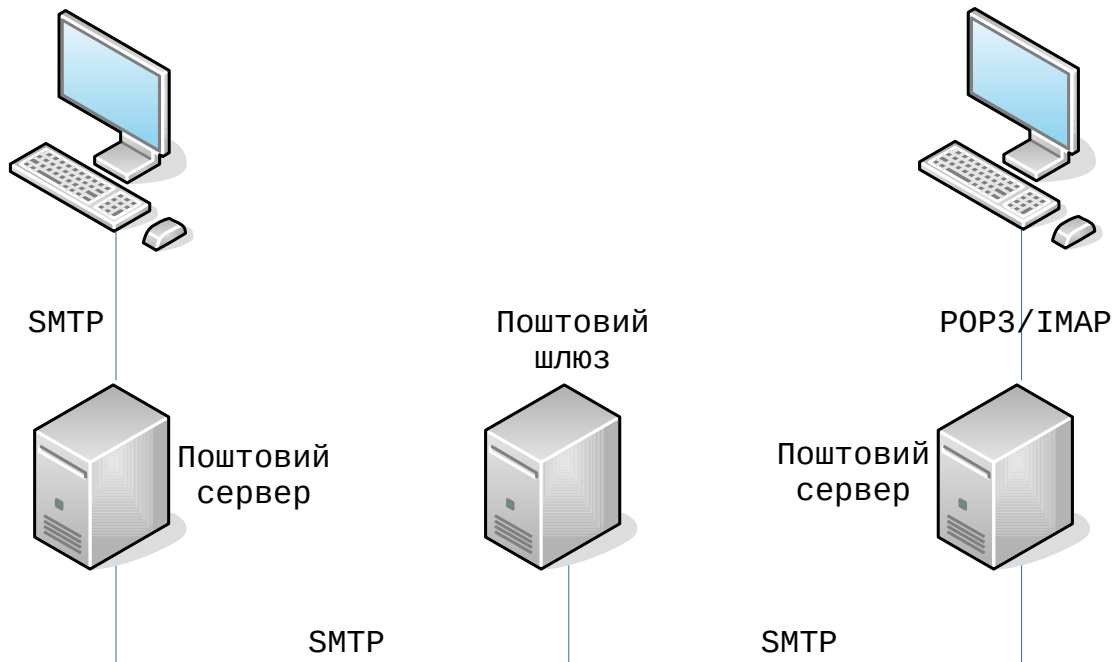 SMTP
Поштовий
шлюз
POP3/IMAP
Поштовий
сервер
Поштовий
сервер
SMTP
SMTP